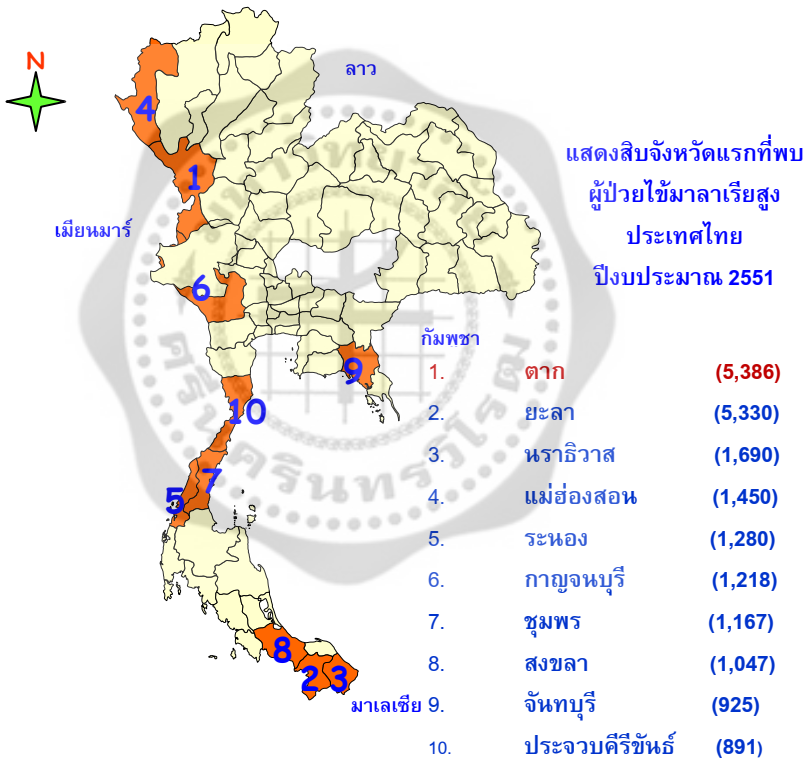 N
ลาว
เมียนมาร์
กัมพชา
มาเลเซีย
4
1
6
9
10
7
5
8
2
3
แสดงสิบจังหวัดแรกที่พบ
ผู้ป่วยไข้มาลาเรียสูง
ประเทศไทย
ปีงบประมาณ 2551
1. ตาก (5,386)
2. ยะลา (5,330)
3. นราธิวาส (1,690)
4. แม่ฮ่องสอน (1,450)
5. ระนอง (1,280)
6. กาญจนบุรี (1,218)
7. ชุมพร (1,167)
8. สงขลา (1,047)
9. จันทบุรี (925)
10. ประจวบคีรีขันธ์ (891)